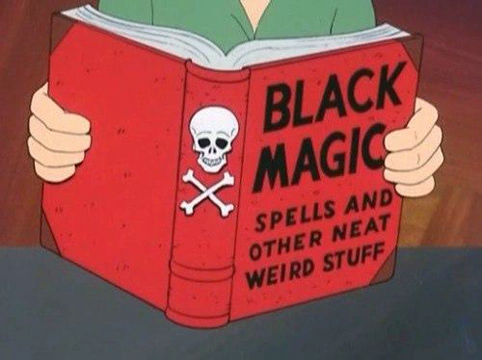 BLACK
MAGIC
SPELLS AND
OTHER NEAT
WEIRD STUFF